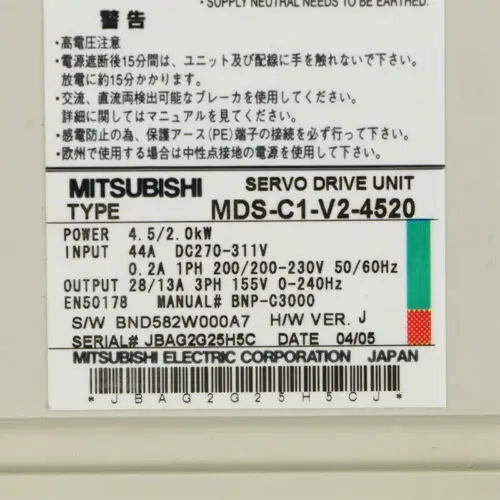 • SUPPLY NEUTRAL NEEDS TO BE EARTHED.
警告
•高電圧注意
•電源遮断後15分間は、ユニット及び配線に手を触れないで下さい。
放電に約15分かかります。
•交流、直流両検出可能なブレーカを使用してください。
詳細に関してはマニュアルを見てください。
•感電防止の為、保護アース(PE)端子の接続を必ず行って下さい。
•欧州で使用する場合は中性点接地の電源を使用して下さい。
MITSUBISHI SERVO DRIVE UNIT
TYPE MDS-C1-V2-4520
POWER 4.5/2.0kW
INPUT 44A DC270-311V
0.2A 1PH 200/200-230V 50/60Hz
OUTPUT 28/13A 3PH 155V 0-240Hz
EN50178 MANUAL# BNP-C3000
S/W BND582W000A7 H/W VER. J
SERIAL# JBAG2G25H5C DATE 04/05
MITSUBISHI ELECTRIC CORPORATION JAPAN
*JBAG2G25H5CJ*